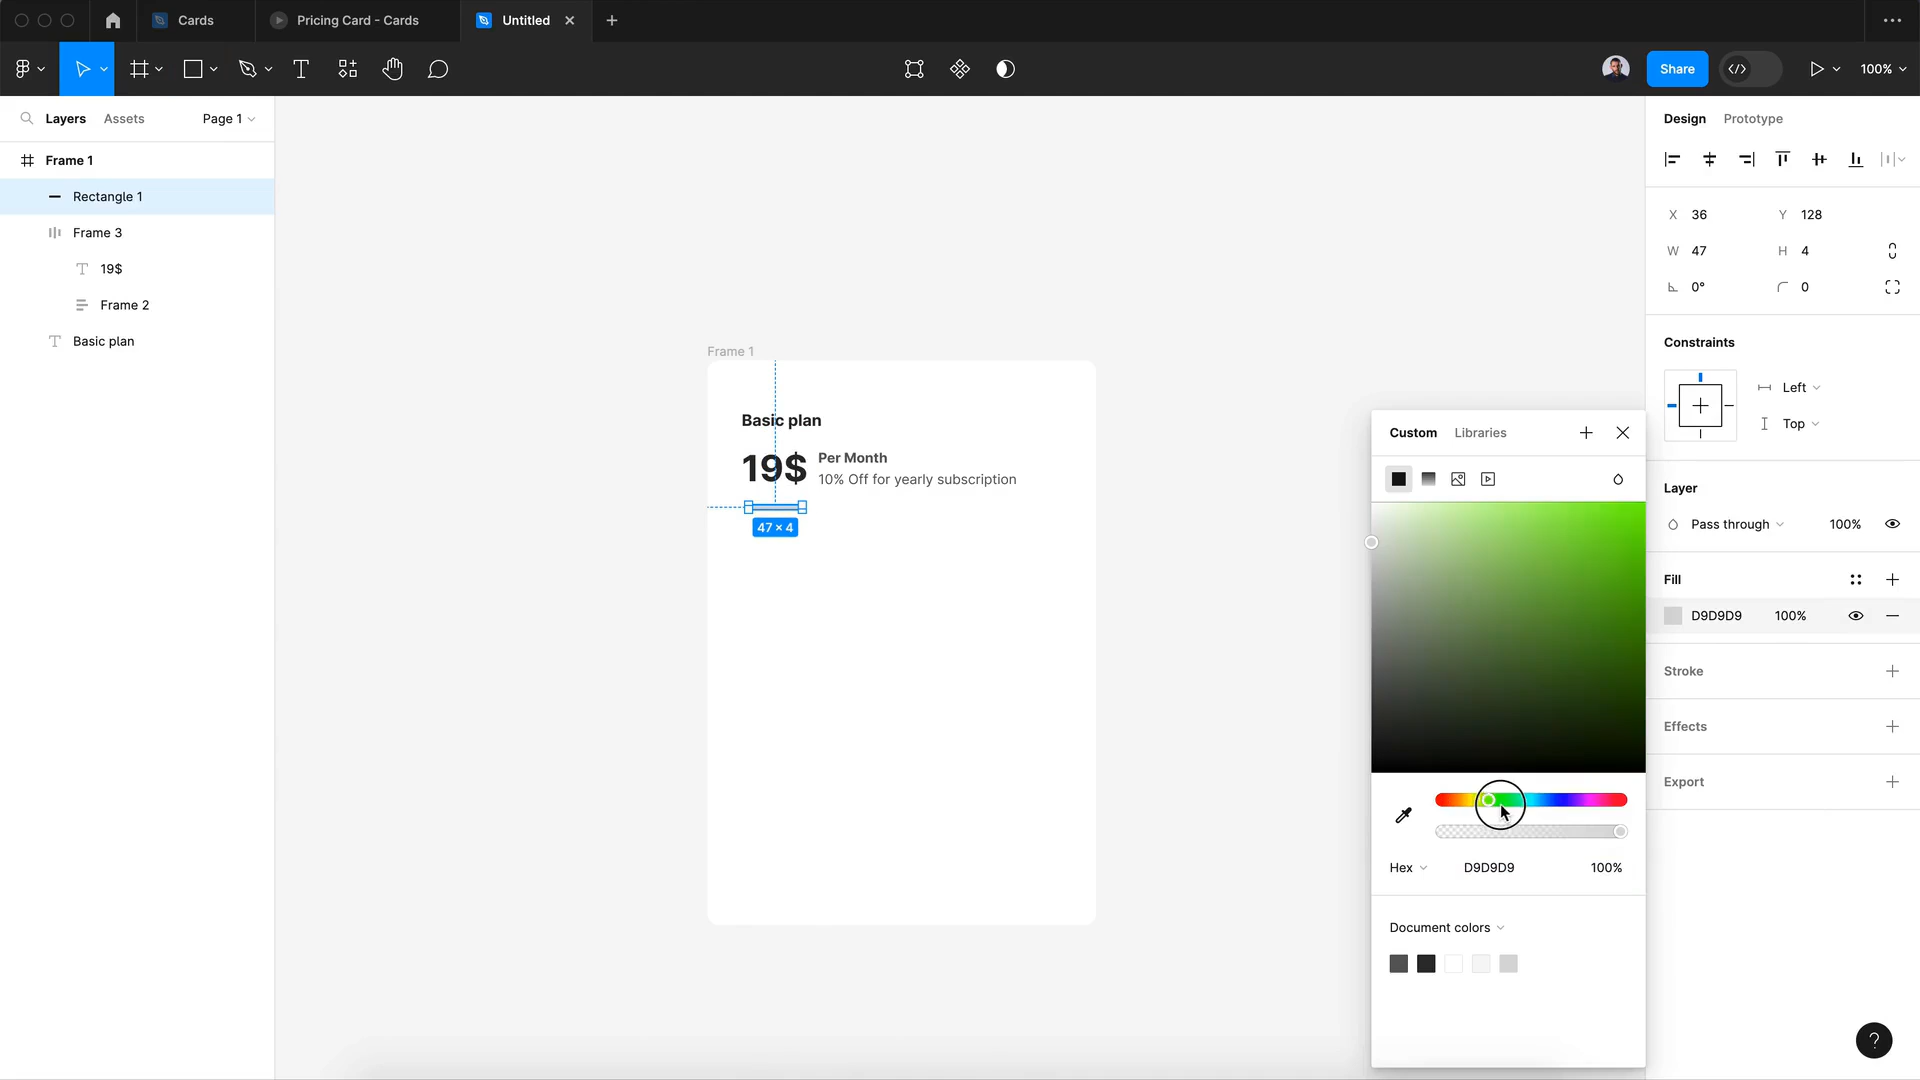 Cards
Pricing Card - Cards
Untitled
Share
100%
Layers
Assets
Page 1
Design
Prototype
Frame 1
Rectangle 1
Frame 3
19$
Frame 2
Basic plan
X 36
Y 128
W 47
H 4
0°
0
Constraints
Left
Top
Frame 1
Basic plan
19$
Per Month
10% Off for yearly subscription
47 × 4
Custom
Libraries
Hex
D9D9D9
100%
Document colors
Layer
Pass through
100%
Fill
D9D9D9
100%
Stroke
Effects
Export
?